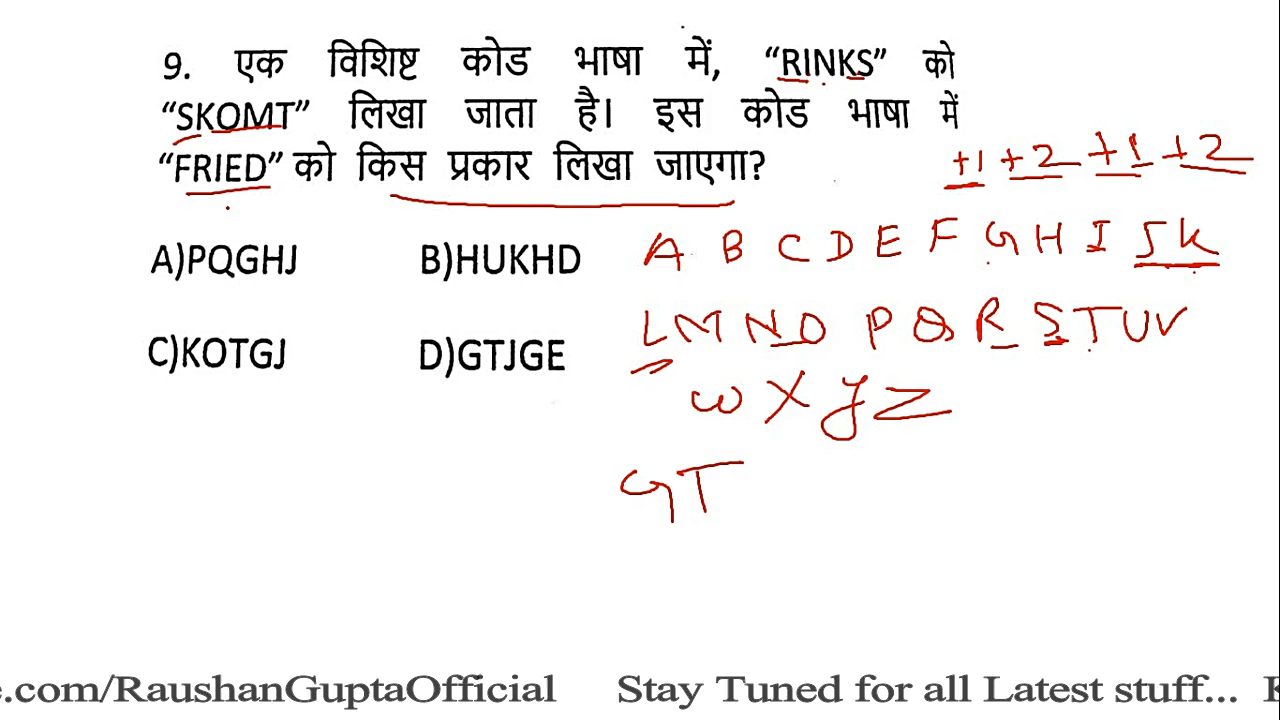 9. एक विशिष्ट कोड भाषा में, “RINKS” को
“SKOMT” लिखा जाता है। इस कोड भाषा में
“FRIED” को किस प्रकार लिखा जाएगा?
+1 +2 +1 +2
A)PQGHJ B)HUKHD
A B C D E F G H I J K
C)KOTGJ D)GTJGE
L M N O P Q R S T U V
W X Y Z
GT
e.com/RaushanGuptaOfficial Stay Tuned for all Latest stuff...